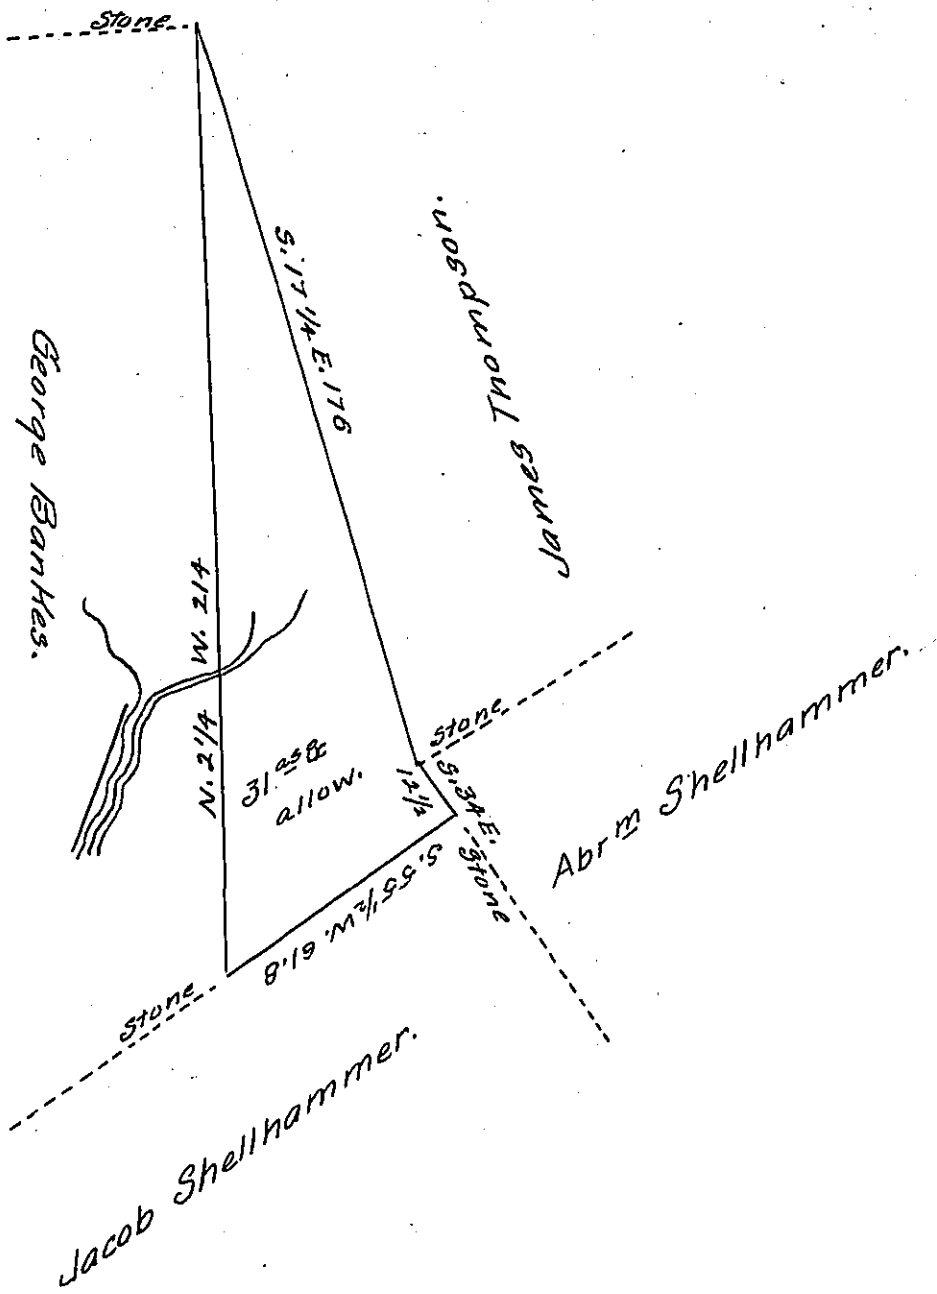 Stone
S. 17 1/4 E. 176
James Thompson.
George Bankes.
N. 2 1/4 W. 214
31 as &
allow.
Stone
S. 34 E.
12 1/2
Stone
Abrm Shellhammer.
S. 55 1/2 W. 61.8
Stone
Jacob Shellhammer.